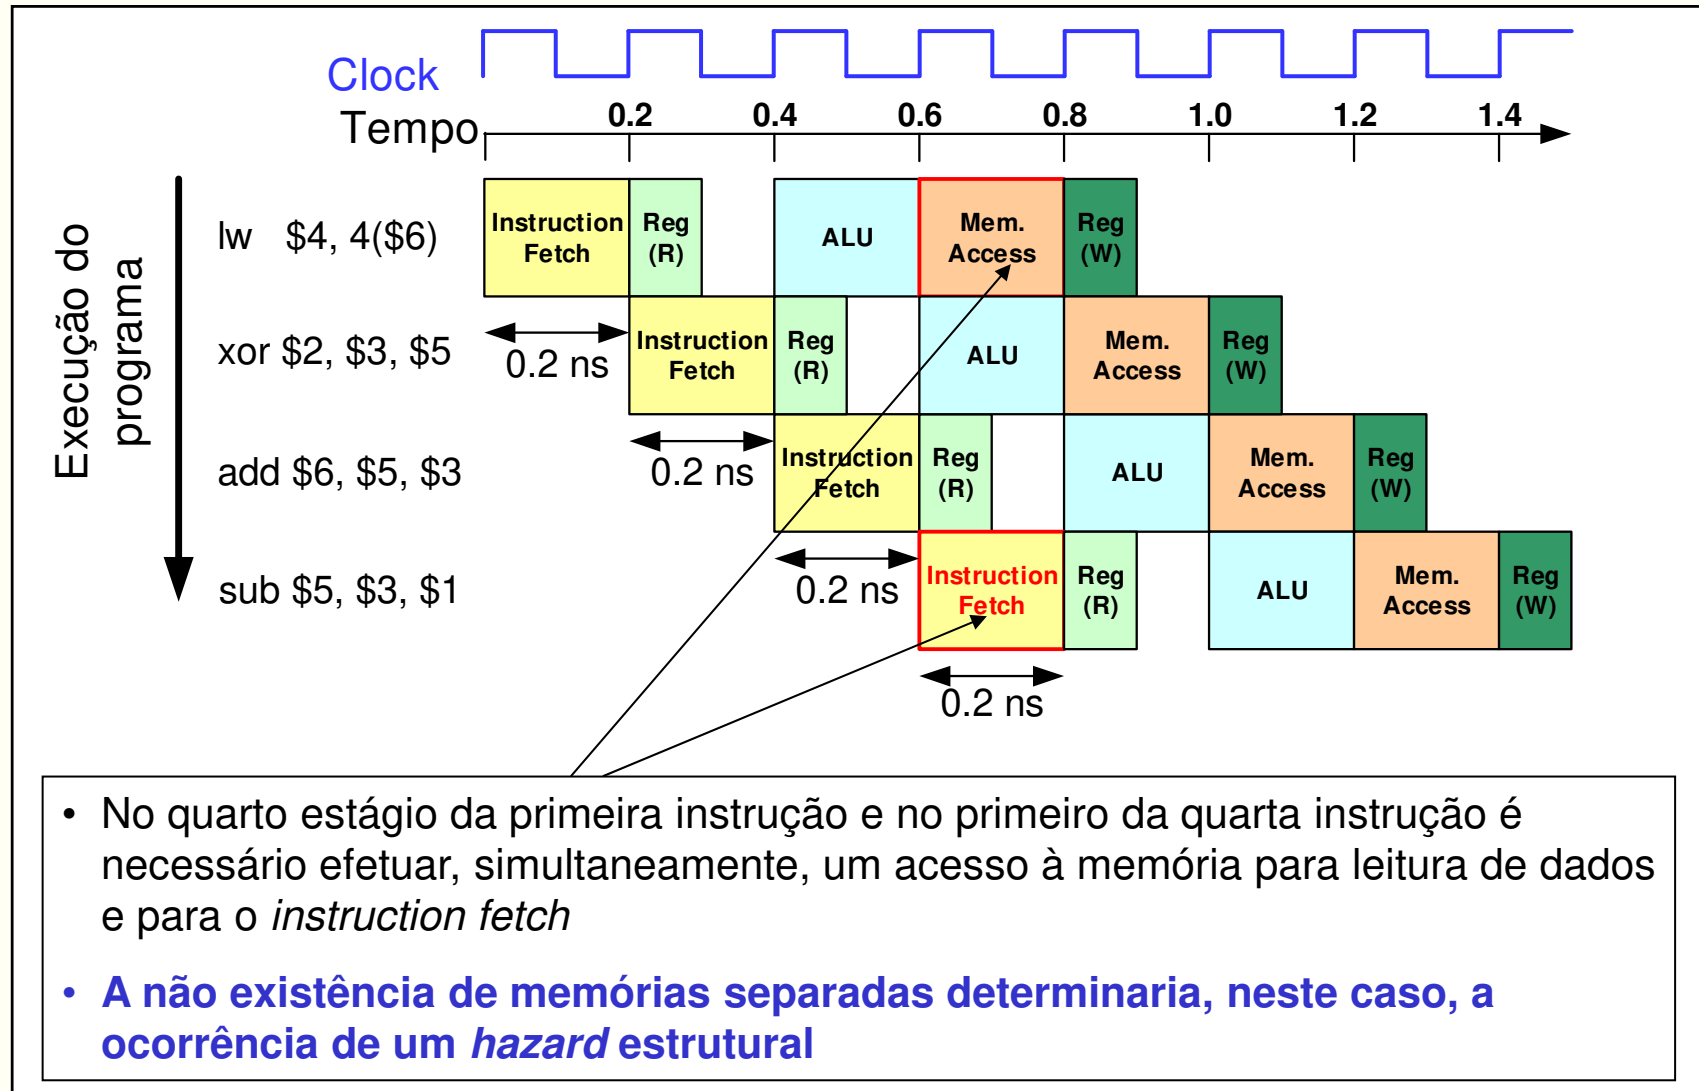 Clock
Tempo
0.2 0.4 0.6 0.8 1.0 1.2 1.4
Execução do
programa
lw $4, 4($6)
Instruction
Fetch
Reg
(R)
ALU
Mem.
Access
Reg
(W)
0.2 ns
xor $2, $3, $5
Instruction
Fetch
Reg
(R)
ALU
Mem.
Access
Reg
(W)
0.2 ns
add $6, $5, $3
Instruction
Fetch
Reg
(R)
ALU
Mem.
Access
Reg
(W)
0.2 ns
sub $5, $3, $1
Instruction
Fetch
Reg
(R)
ALU
Mem.
Access
Reg
(W)
0.2 ns
• No quarto estágio da primeira instrução e no primeiro da quarta instrução é
necessário efetuar, simultaneamente, um acesso à memória para leitura de dados
e para o instruction fetch
• A não existência de memórias separadas determinaria, neste caso, a
ocorrência de um hazard estrutural